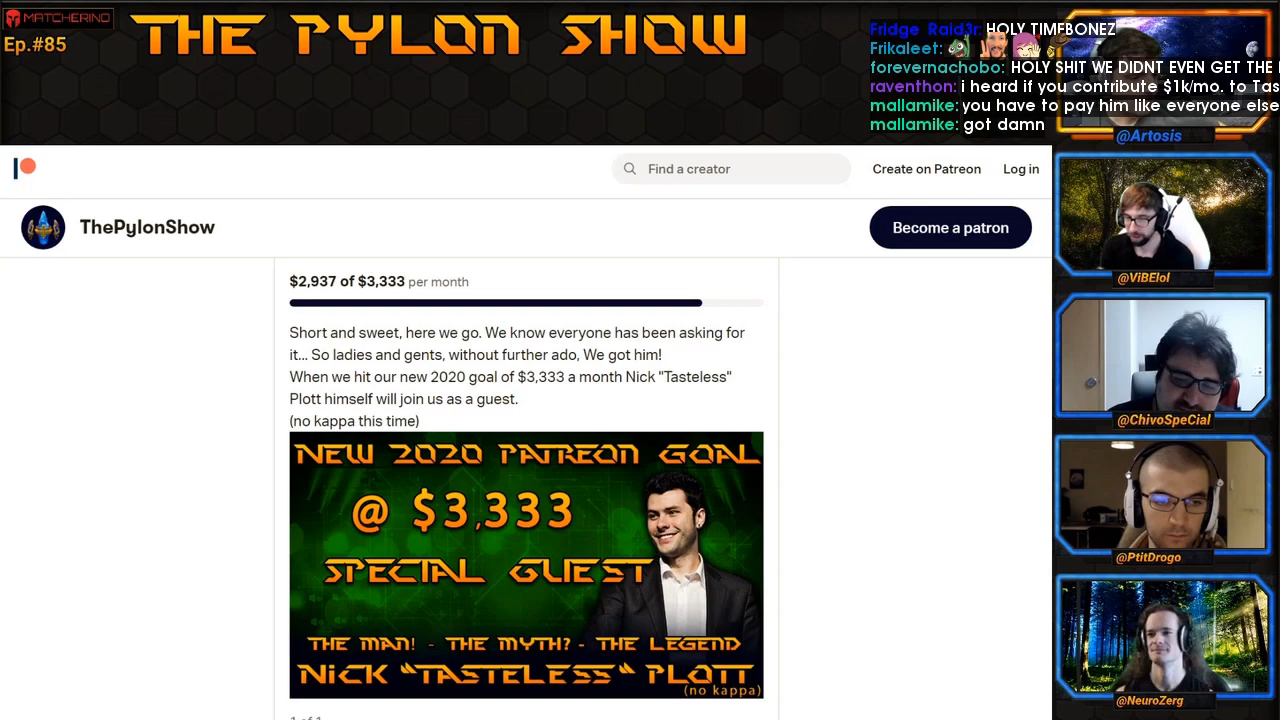 MATCHERINO
Ep.#85
THE PYLON SHOW
Fridge_Raid3r: HOLY TIMEBONEZ
Frikaleet:
forevernachobo: HOLY SHIT WE DIDNT EVEN GET THE
raventhon: i heard if you contribute $1k/mo. to Tas
mallamike: you have to pay him like everyone else
mallamike: got damn
@Artosis
Find a creator
Create on Patreon
Log in
ThePylonShow
Become a patron
$2,937 of $3,333 per month
Short and sweet, here we go. We know everyone has been asking for
it... So ladies and gents, without further ado, We got him!
When we hit our new 2020 goal of $3,333 a month Nick "Tasteless"
Plott himself will join us as a guest.
(no kappa this time)
NEW 2020 PATREON GOAL
@ $3,333
SPECIAL GUEST
THE MAN! - THE MYTH? - THE LEGEND
NiCK "TASTELESS" PLOTT
(no kappa)
1 of 1
@ViBElol
@ChivoSpeCial
@PtitDrogo
@NeuroZerg